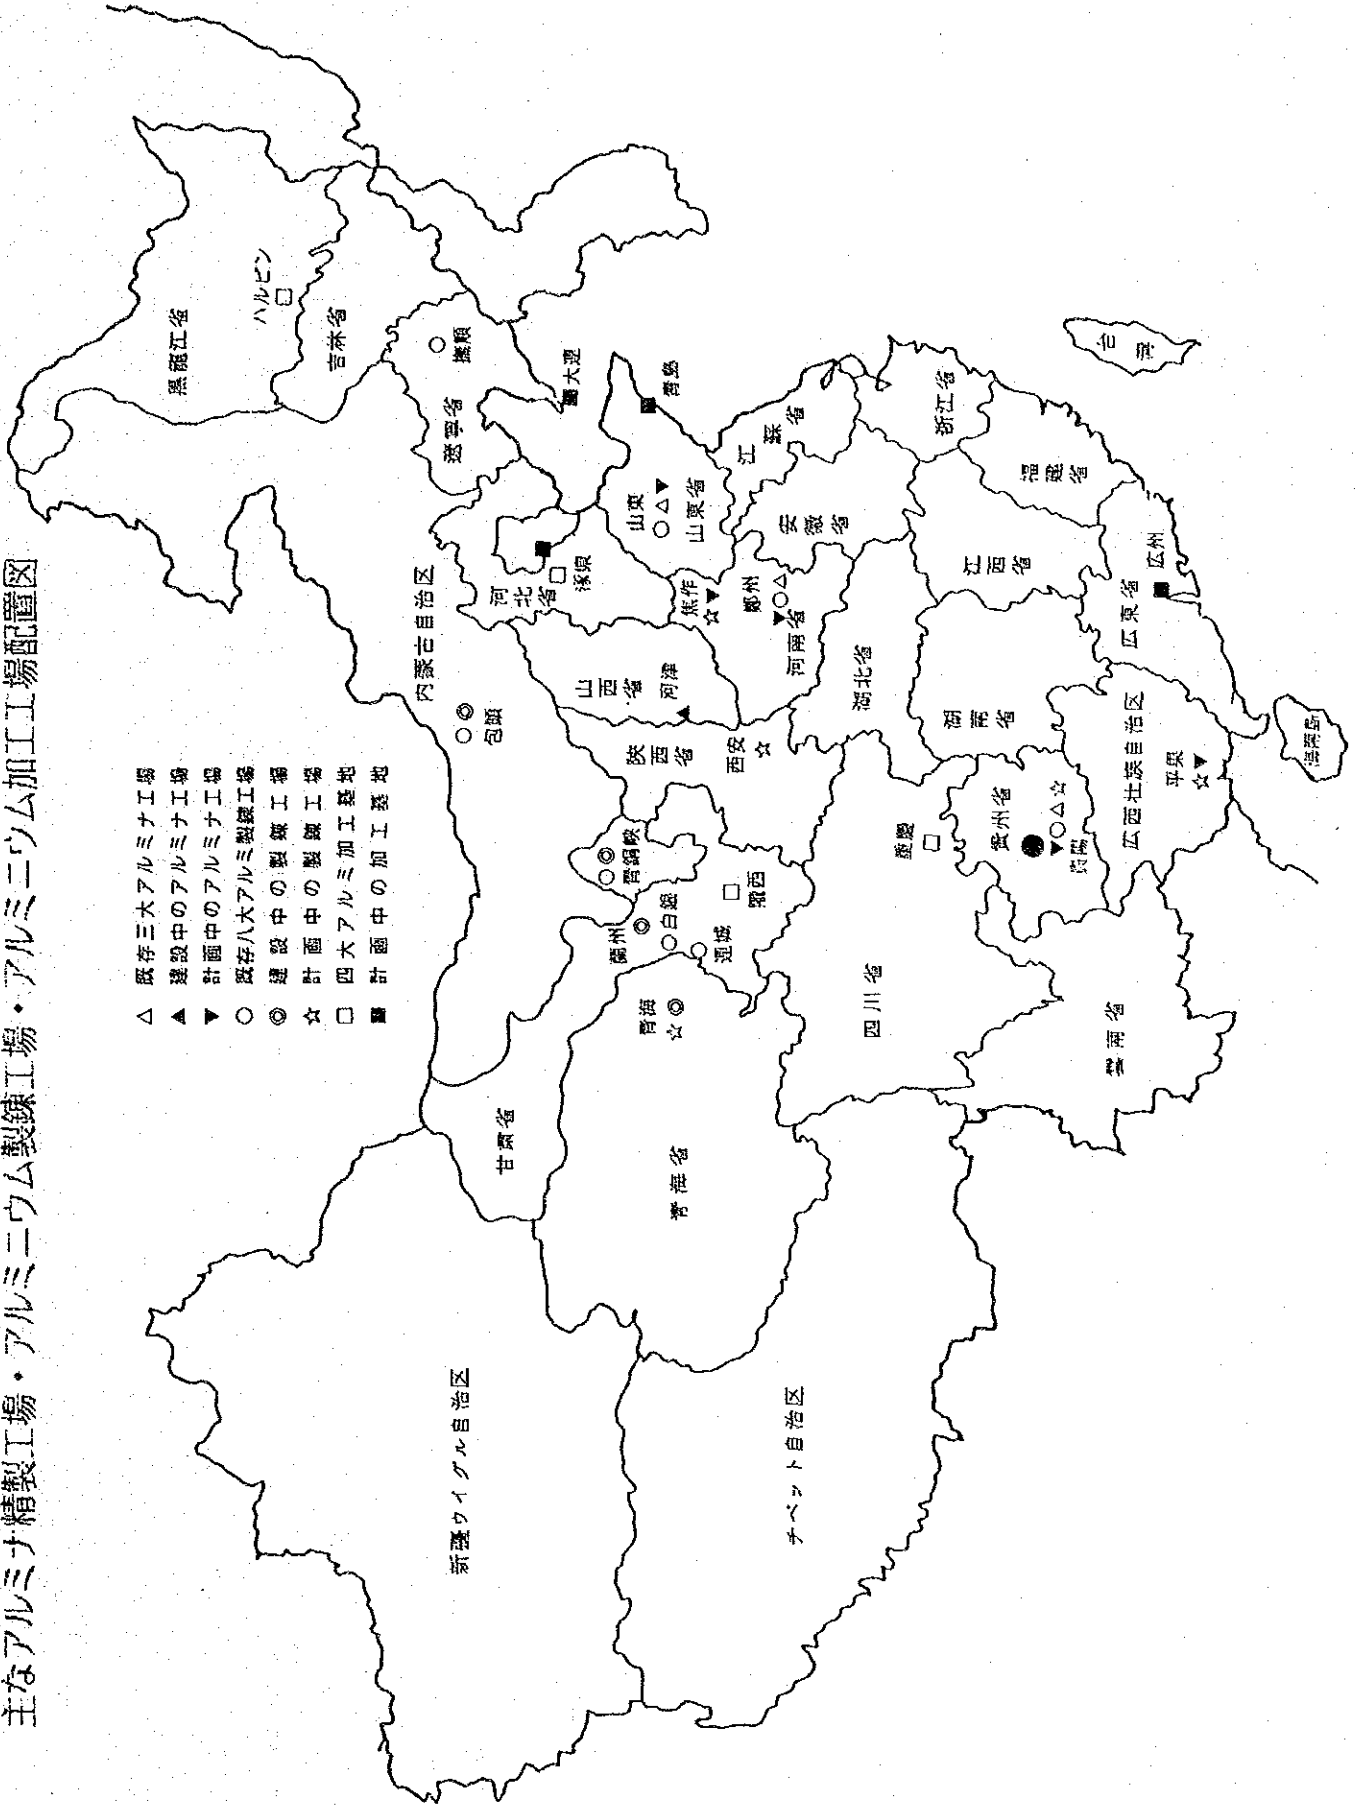 主なアルミナ精製工場・アルミニウム製錬工場・アルミニウム加工工場配置図
△ 既存三大アルミナ工場
▲ 建設中のアルミナ工場
▼ 計画中のアルミナ工場
○ 既存八大アルミ製錬工場
◎ 建設中の製錬工場
☆ 計画中の製錬工場
□ 四大アルミ加工基地
■ 計画中の加工基地
黒龍江省
ハルビン
吉林省
撫順
遼寧省
大連
青島
内蒙古自治区
包頭
河北省
涿県
山東
山東省
江蘇省
安徽省
浙江省
福建省
台湾
山西省
河津
焦作
鄭州
河南省
陝西省
西安
湖北省
江西省
湖南省
広東省
広州
海南島
広西壮族自治区
平果
貴州省
貴陽
重慶
青銅峡
蘭州
白銀
連城
隴西
青海
四川省
雲南省
甘粛省
青海省
新疆ウイグル自治区
チベット自治区